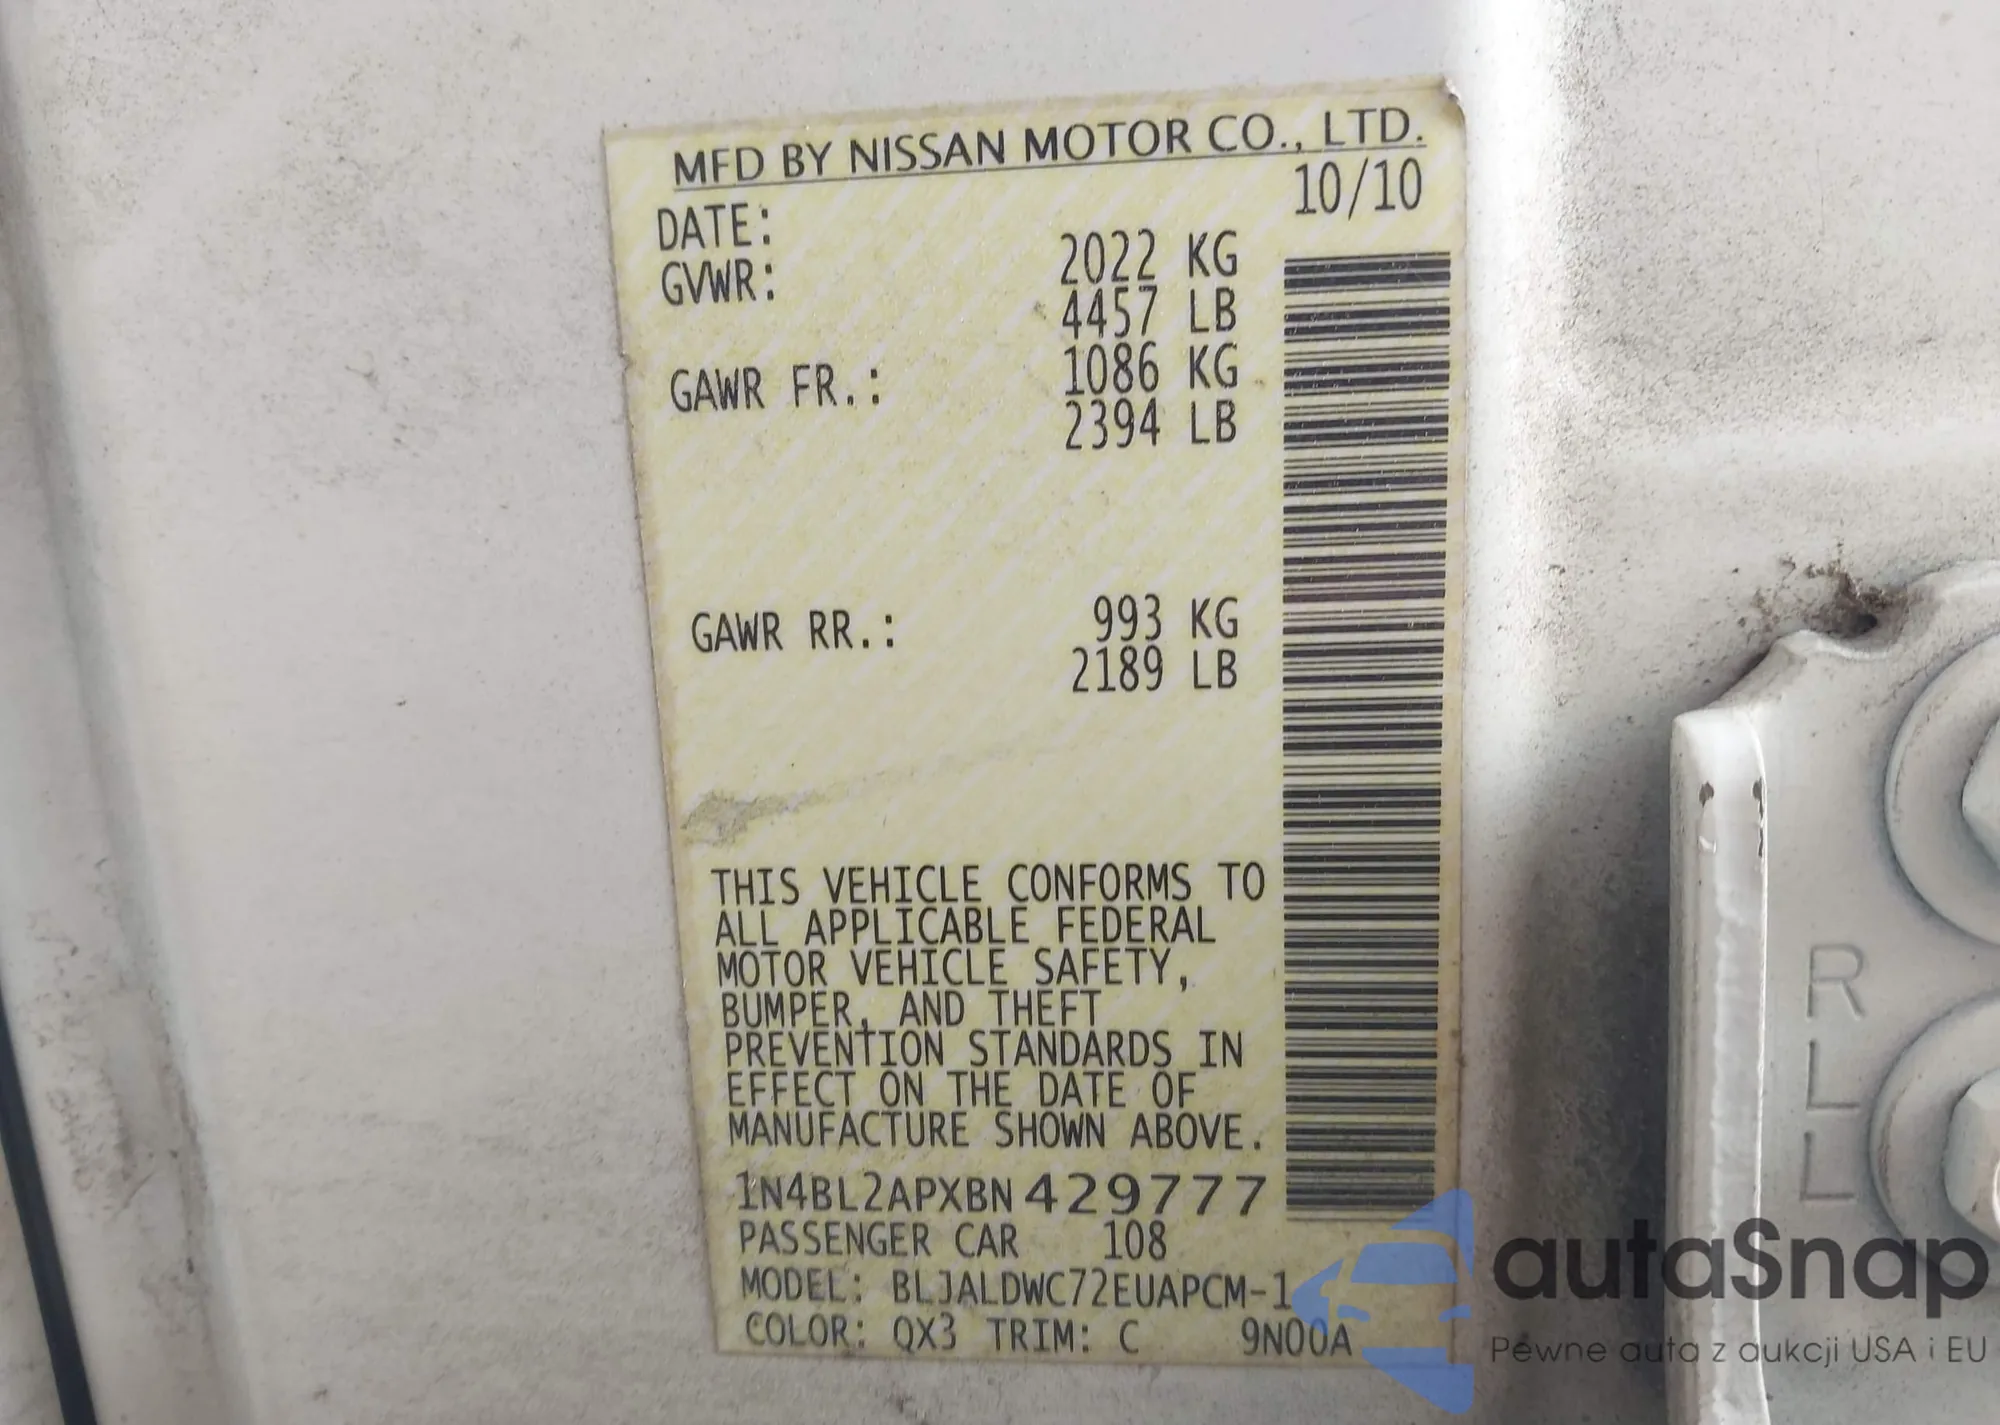 MFD BY NISSAN MOTOR CO., LTD.
DATE: 10/10
GVWR: 2022 KG
4457 LB
GAWR FR.: 1086 KG
2394 LB
GAWR RR.: 993 KG
2189 LB
THIS VEHICLE CONFORMS TO
ALL APPLICABLE FEDERAL
MOTOR VEHICLE SAFETY,
BUMPER, AND THEFT
PREVENTION STANDARDS IN
EFFECT ON THE DATE OF
MANUFACTURE SHOWN ABOVE.
1N4BL2APXBN429777
PASSENGER CAR 108
MODEL: BLJALDWC72EUAPCM-1
COLOR: QX3 TRIM: C 9N00A
RLLL
autaSnap
Pewne auta z aukcji USA i EU